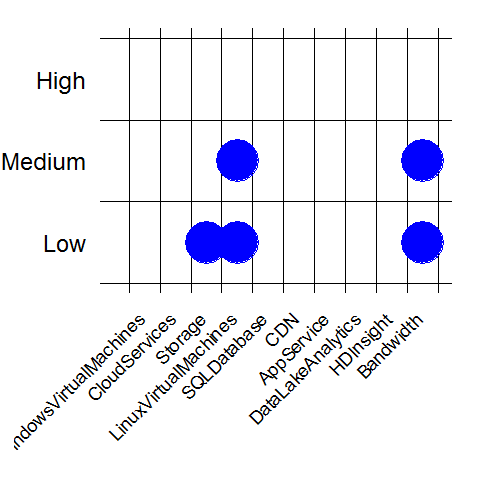 High
Medium
Low
ndowsVirtualMachines
CloudServices
Storage
LinuxVirtualMachines
SQLDatabase
CDN
AppService
DataLakeAnalytics
HDInsight
Bandwidth